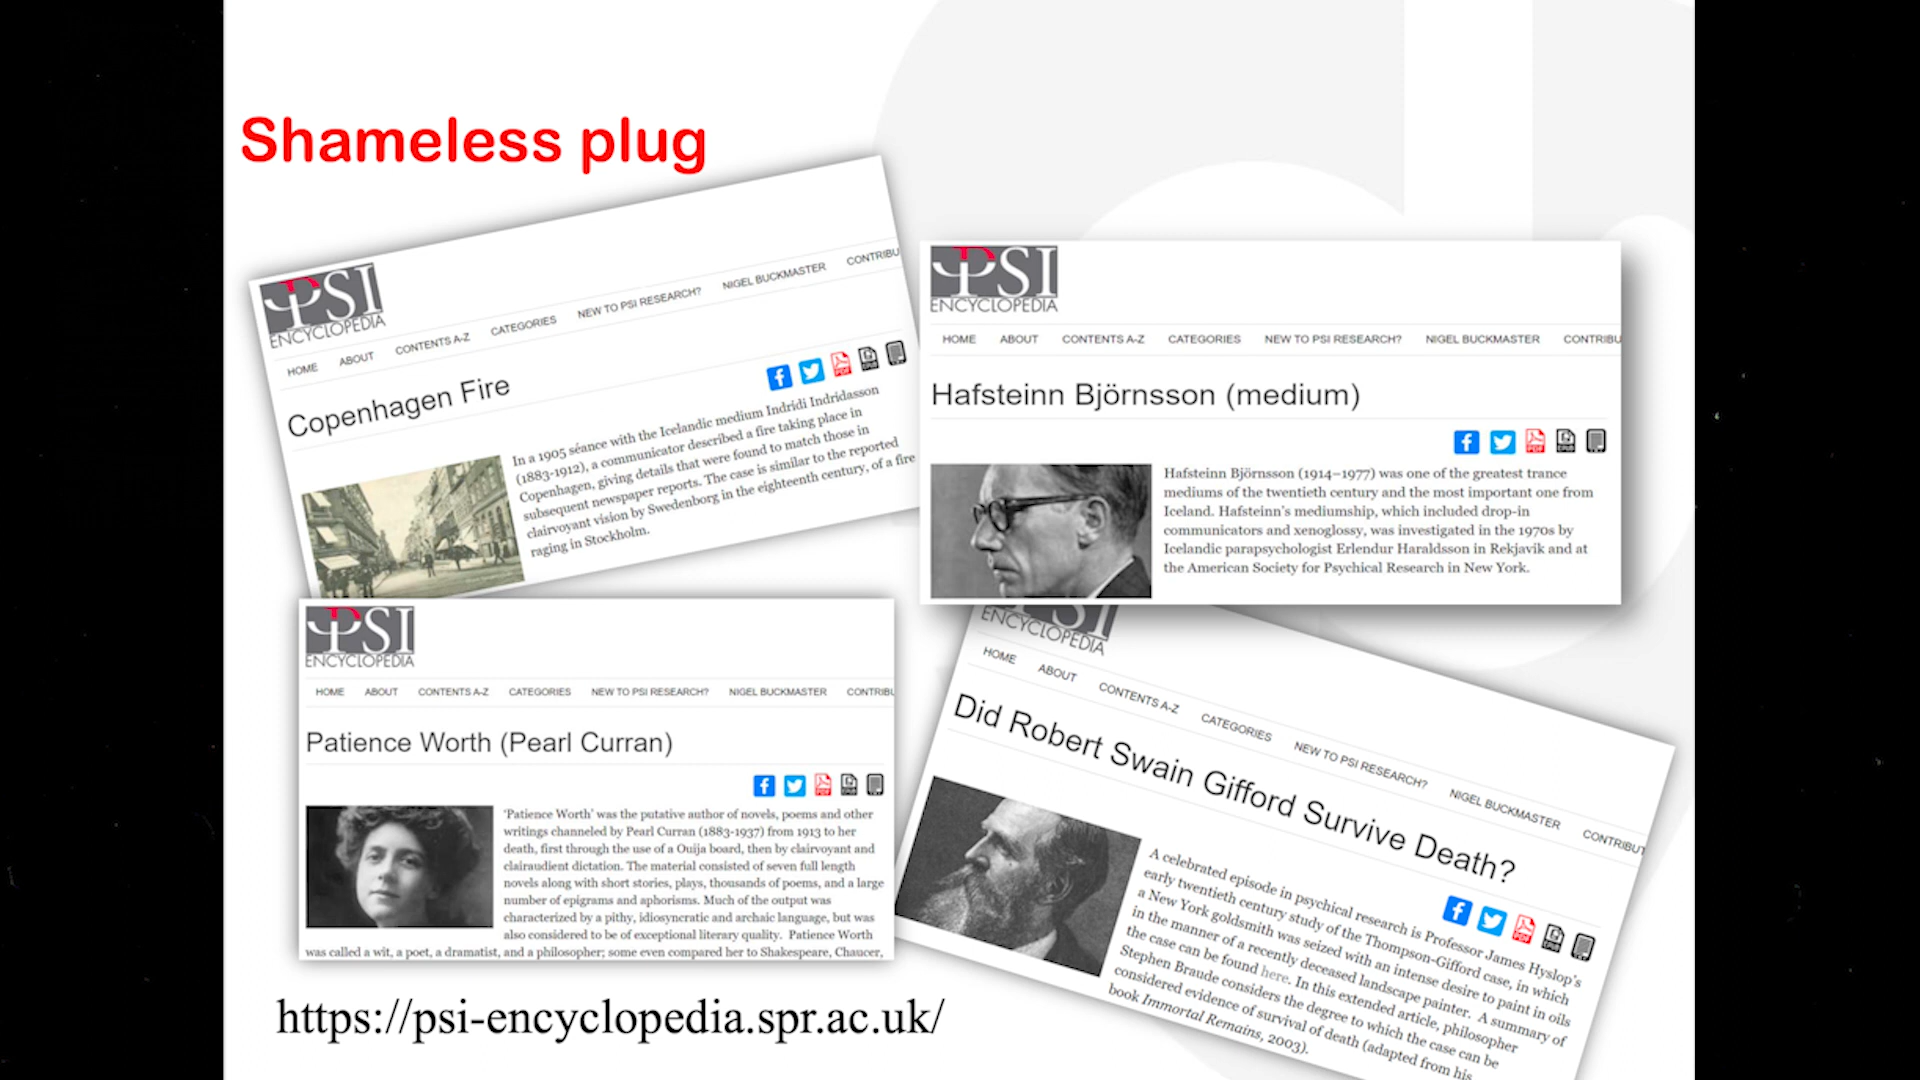 Shameless plug
PSI
ENCYCLOPEDIA
HOME ABOUT CONTENTS A-Z CATEGORIES NEW TO PSI RESEARCH? NIGEL BUCKMASTER CONTRIBU
Copenhagen Fire
In a 1905 séance with the Icelandic medium Indridi Indridasson
(1883-1912), a communicator described a fire taking place in
Copenhagen, giving details that were found to match those in
subsequent newspaper reports. The case is similar to the reported
clairvoyant vision by Swedenborg in the eighteenth century, of a fire
raging in Stockholm.
PSI
ENCYCLOPEDIA
HOME ABOUT CONTENTS A-Z CATEGORIES NEW TO PSI RESEARCH? NIGEL BUCKMASTER CONTRIBU
Hafsteinn Björnsson (medium)
Hafsteinn Björnsson (1914–1977) was one of the greatest trance
mediums of the twentieth century and the most important one from
Iceland. Hafsteinn's mediumship, which included drop-in
communicators and xenoglossy, was investigated in the 1970s by
Icelandic parapsychologist Erlendur Haraldsson in Rekjavik and at
the American Society for Psychical Research in New York.
PSI
ENCYCLOPEDIA
HOME ABOUT CONTENTS A-Z CATEGORIES NEW TO PSI RESEARCH? NIGEL BUCKMASTER CONTRIBU
Patience Worth (Pearl Curran)
'Patience Worth' was the putative author of novels, poems and other
writings channeled by Pearl Curran (1883-1937) from 1913 to her
death, first through the use of a Ouija board, then by clairvoyant and
clairaudient dictation. The material consisted of seven full length
novels along with short stories, plays, thousands of poems, and a large
number of epigrams and aphorisms. Much of the output was
characterized by a pithy, idiosyncratic and archaic language, but was
also considered to be of exceptional literary quality. Patience Worth
was called a wit, a poet, a dramatist, and a philosopher; some even compared her to Shakespeare, Chaucer,
PSI
ENCYCLOPEDIA
HOME ABOUT CONTENTS A-Z CATEGORIES NEW TO PSI RESEARCH? NIGEL BUCKMASTER CONTRIBUT
Did Robert Swain Gifford Survive Death?
A celebrated episode in psychical research is Professor James Hyslop's
early twentieth century study of the Thompson-Gifford case, in which
a New York goldsmith was seized with an intense desire to paint in oils
in the manner of a recently deceased landscape painter. A summary of
the case can be found here. In this extended article, philosopher
Stephen Braude considers the degree to which the case can be
considered evidence of survival of death (adapted from his
book Immortal Remains, 2003).
https://psi-encyclopedia.spr.ac.uk/